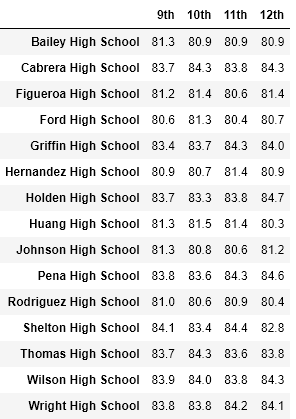 9th 10th 11th 12th
Bailey High School 81.3 80.9 80.9 80.9
Cabrera High School 83.7 84.3 83.8 84.3
Figueroa High School 81.2 81.4 80.6 81.4
Ford High School 80.6 81.3 80.4 80.7
Griffin High School 83.4 83.7 84.3 84.0
Hernandez High School 80.9 80.7 81.4 80.9
Holden High School 83.7 83.3 83.8 84.7
Huang High School 81.3 81.5 81.4 80.3
Johnson High School 81.3 80.8 80.6 81.2
Pena High School 83.8 83.6 84.3 84.6
Rodriguez High School 81.0 80.6 80.9 80.4
Shelton High School 84.1 83.4 84.4 82.8
Thomas High School 83.7 84.3 83.6 83.8
Wilson High School 83.9 84.0 83.8 84.3
Wright High School 83.8 83.8 84.2 84.1